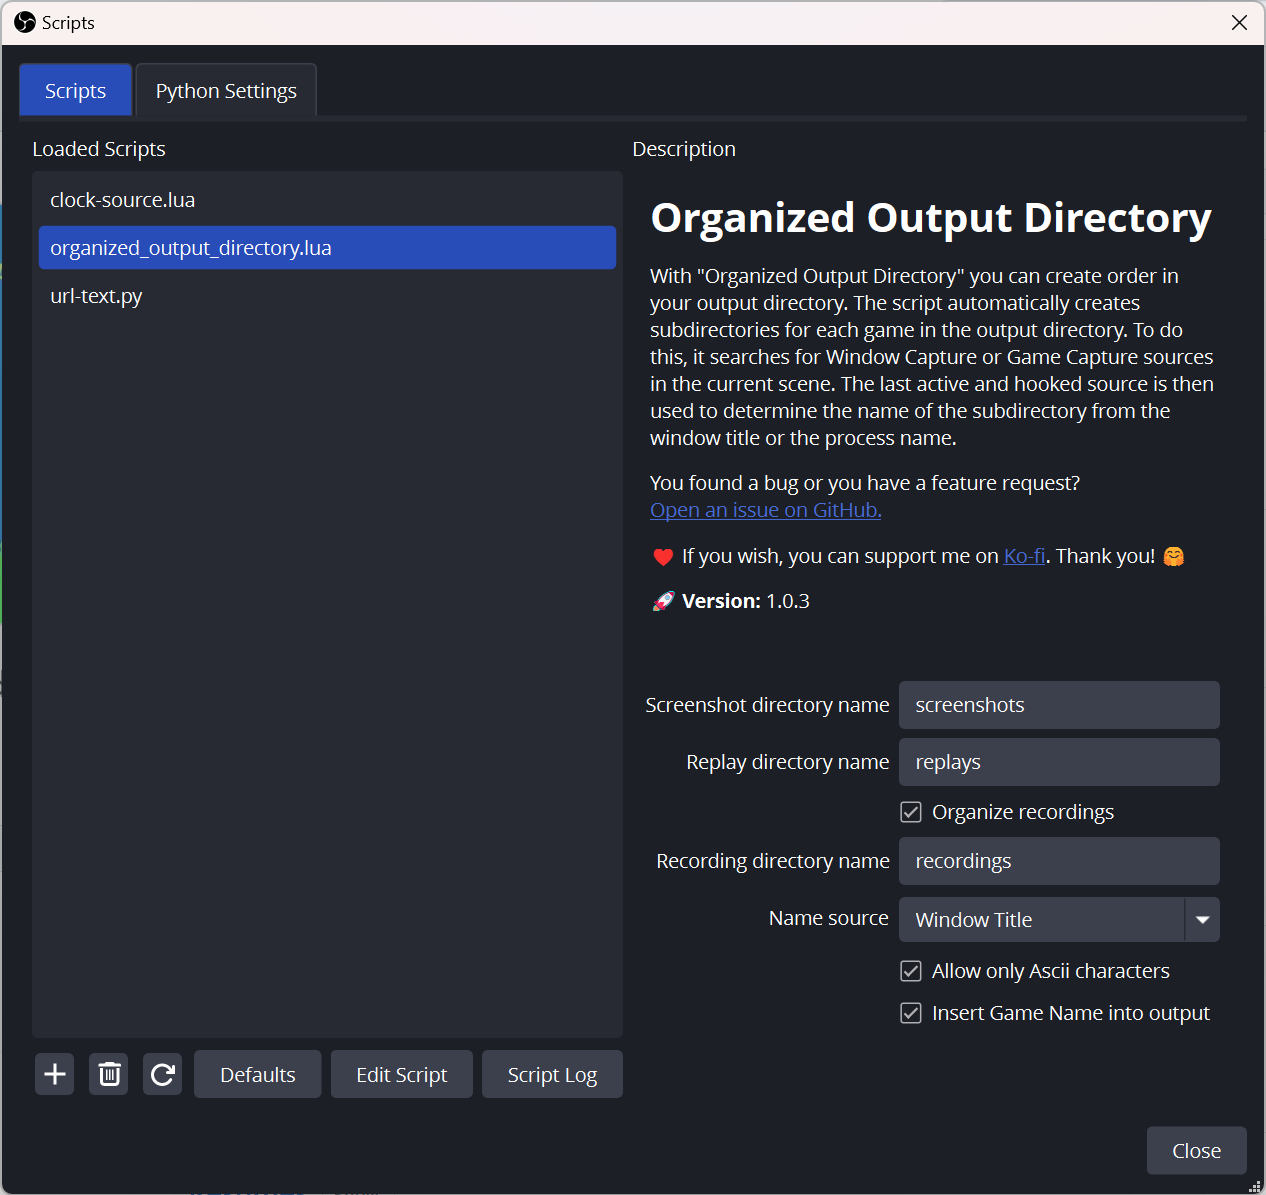 Scripts
Scripts
Python Settings
Loaded Scripts
Description
clock-source.lua
organized_output_directory.lua
url-text.py
Organized Output Directory
With "Organized Output Directory" you can create order in
your output directory. The script automatically creates
subdirectories for each game in the output directory. To do
this, it searches for Window Capture or Game Capture sources
in the current scene. The last active and hooked source is then
used to determine the name of the subdirectory from the
window title or the process name.
You found a bug or you have a feature request?
Open an issue on GitHub.
❤️ If you wish, you can support me on Ko-fi. Thank you! 🤗
🚀 Version: 1.0.3
Screenshot directory name screenshots
Replay directory name replays
Organize recordings
Recording directory name recordings
Name source Window Title
Allow only Ascii characters
Insert Game Name into output
Defaults
Edit Script
Script Log
Close